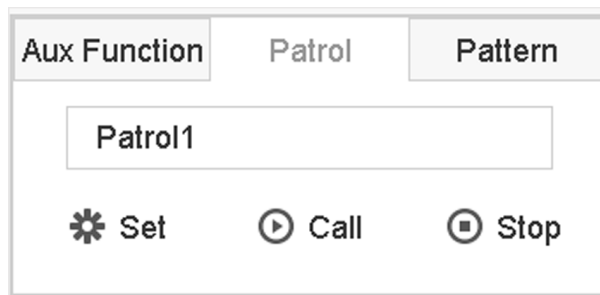 Aux Function Patrol Pattern
Patrol1
Set Call Stop